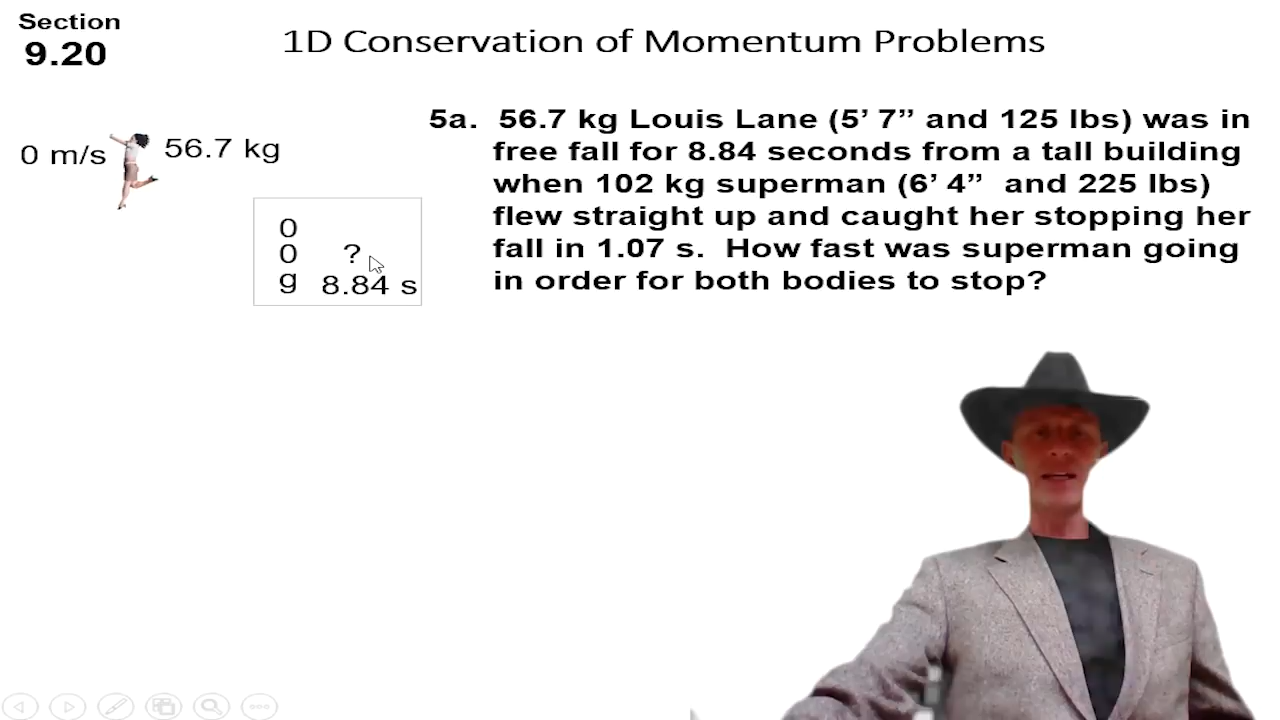 Section
9.20
1D Conservation of Momentum Problems
0 m/s
56.7 kg
0
0 ?
g 8.84 s
5a. 56.7 kg Louis Lane (5’ 7” and 125 lbs) was in
free fall for 8.84 seconds from a tall building
when 102 kg superman (6’ 4” and 225 lbs)
flew straight up and caught her stopping her
fall in 1.07 s. How fast was superman going
in order for both bodies to stop?